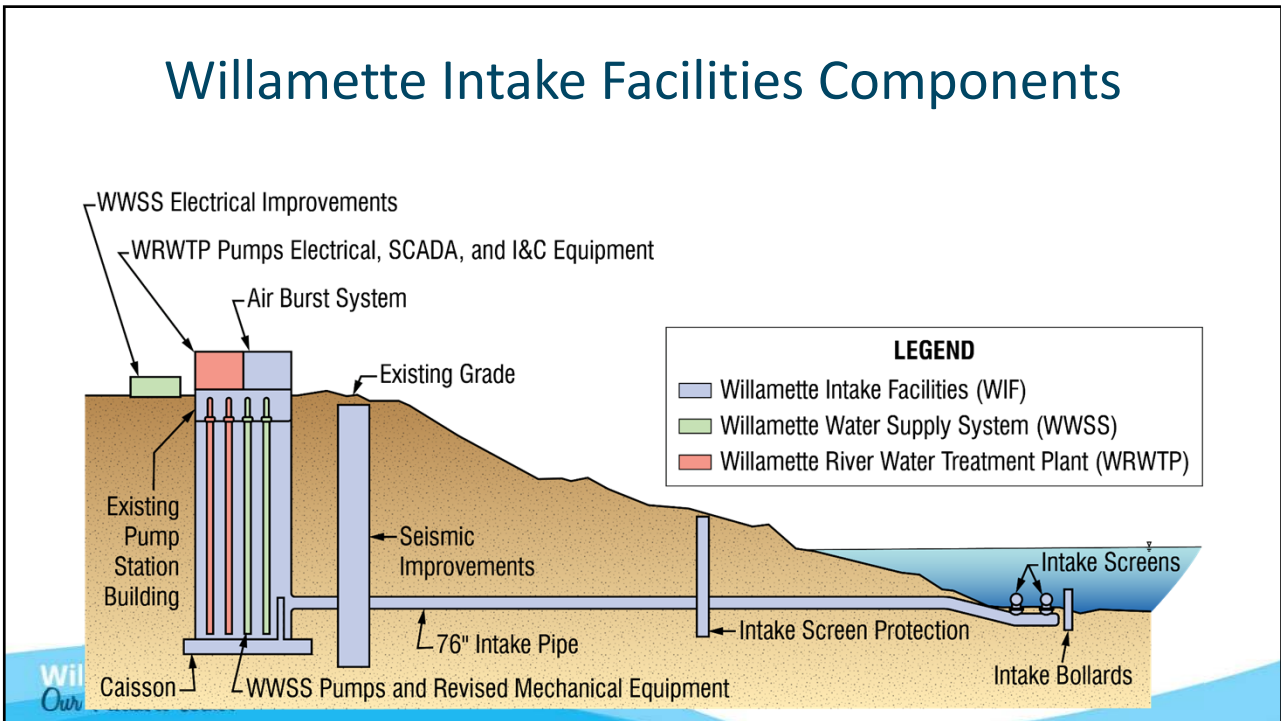 Willamette Intake Facilities Components
WWSS Electrical Improvements
WRWTP Pumps Electrical, SCADA, and I&C Equipment
Air Burst System
Existing Grade
LEGEND
Willamette Intake Facilities (WIF)
Willamette Water Supply System (WWSS)
Willamette River Water Treatment Plant (WRWTP)
Existing
Pump
Station
Building
Seismic
Improvements
Intake Screens
76" Intake Pipe
Intake Screen Protection
Intake Bollards
Caisson
WWSS Pumps and Revised Mechanical Equipment
Wil
Our